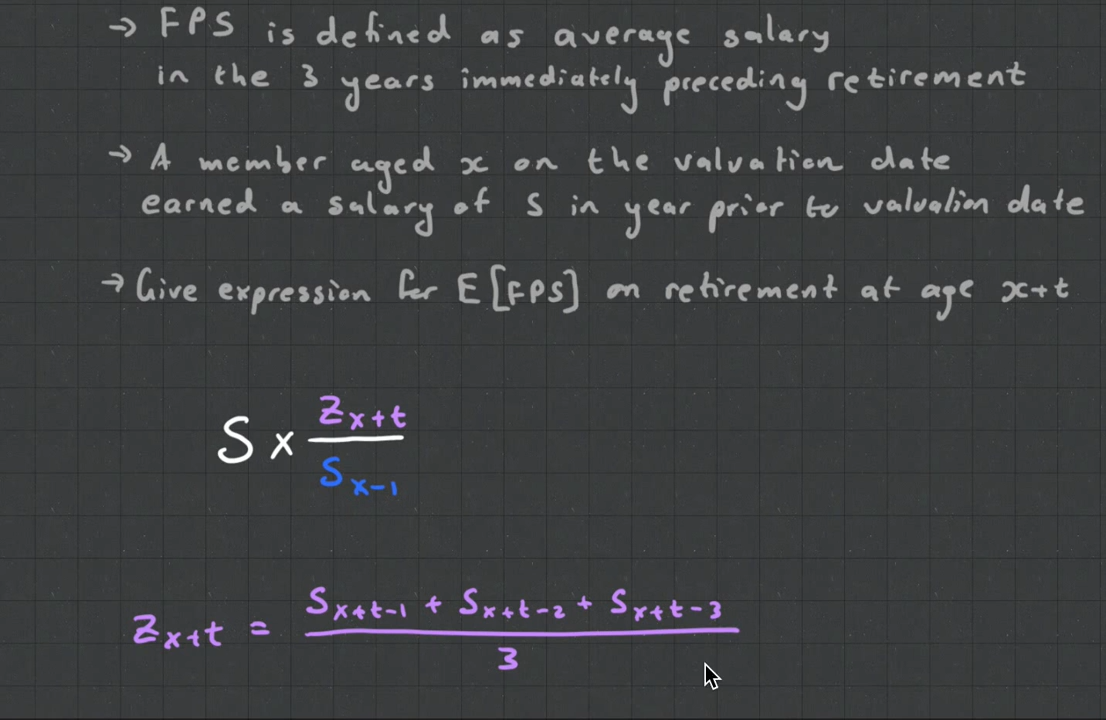 → FPS is defined as average salary
in the 3 years immediately preceding retirement
→ A member aged x on the valuation date
earned a salary of S in year prior to valuation date
→ Give expression for E[FPS] on retirement at age x+t
S × Z_{x+t} / S_{x-1}
Z_{x+t} = (S_{x+t-1} + S_{x+t-2} + S_{x+t-3}) / 3